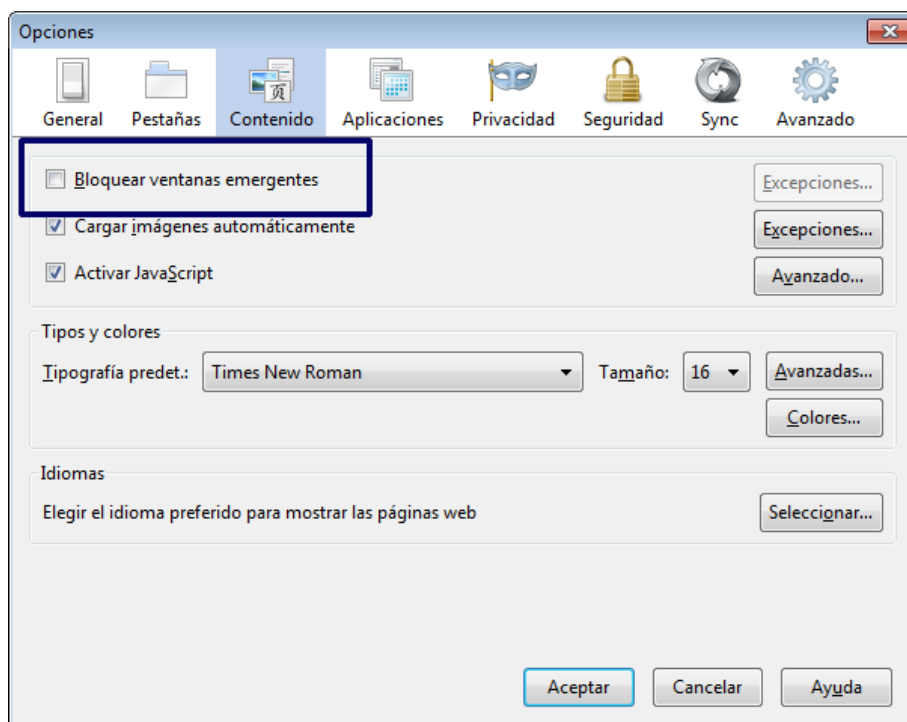 Opciones
General Pestañas Contenido Aplicaciones Privacidad Seguridad Sync Avanzado
Bloquear ventanas emergentes Excepciones...
Cargar imágenes automáticamente Excepciones...
Activar JavaScript Avanzado...
Tipos y colores
Tipografía predet.: Times New Roman Tamaño: 16 Avanzadas...
Colores...
Idiomas
Elegir el idioma preferido para mostrar las páginas web Seleccionar...
Aceptar Cancelar Ayuda